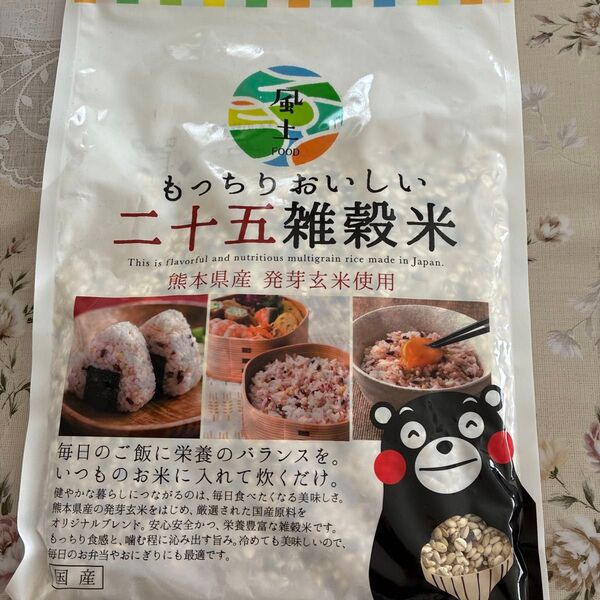 風土
FOOD
もっちりおいしい
二十五雑穀米
This is flavorful and nutritious multigrain rice made in Japan.
熊本県産 発芽玄米使用
毎日のご飯に栄養のバランスを。
いつものお米に入れて炊くだけ。
健やかな暮らしにつながるのは、毎日食べたくなる美味しさ。
熊本県産の発芽玄米をはじめ、厳選された国産原料を
オリジナルブレンド。安心安全かつ、栄養豊富な雑穀米です。
もっちり食感と、噛む程に沁み出す旨み。冷めても美味しいので、
毎日のお弁当やおにぎりにも最適です。
国産